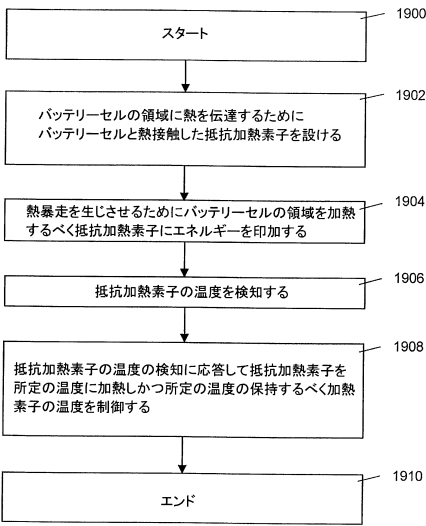 1900
スタート
1902
バッテリーセルの領域に熱を伝達するために
バッテリーセルと熱接触した抵抗加熱素子を設ける
1904
熱暴走を生じさせるためにバッテリーセルの領域を加熱
するべく抵抗加熱素子にエネルギーを印加する
1906
抵抗加熱素子の温度を検知する
1908
抵抗加熱素子の温度の検知に応答して抵抗加熱素子を
所定の温度に加熱しかつ所定の温度の保持するべく加熱
素子の温度を制御する
1910
エンド